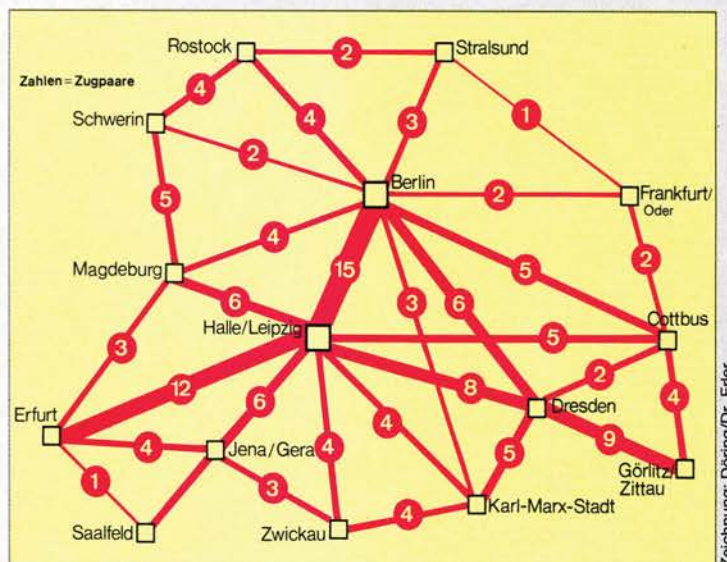 Rostock
2
Stralsund
Zahlen = Zugpaare
4
4
3
1
Schwerin
2
Berlin
2
Frankfurt/
Oder
5
4
2
Magdeburg
15
5
6
3
6
Cottbus
Halle/Leipzig
5
3
12
8
2
4
6
4
4
Dresden
Erfurt
5
9
4
Jena/Gera
Görlitz/
Zittau
1
3
Karl-Marx-Stadt
4
Saalfeld
Zwickau
Zeichnung: Döring/Dr. Eder